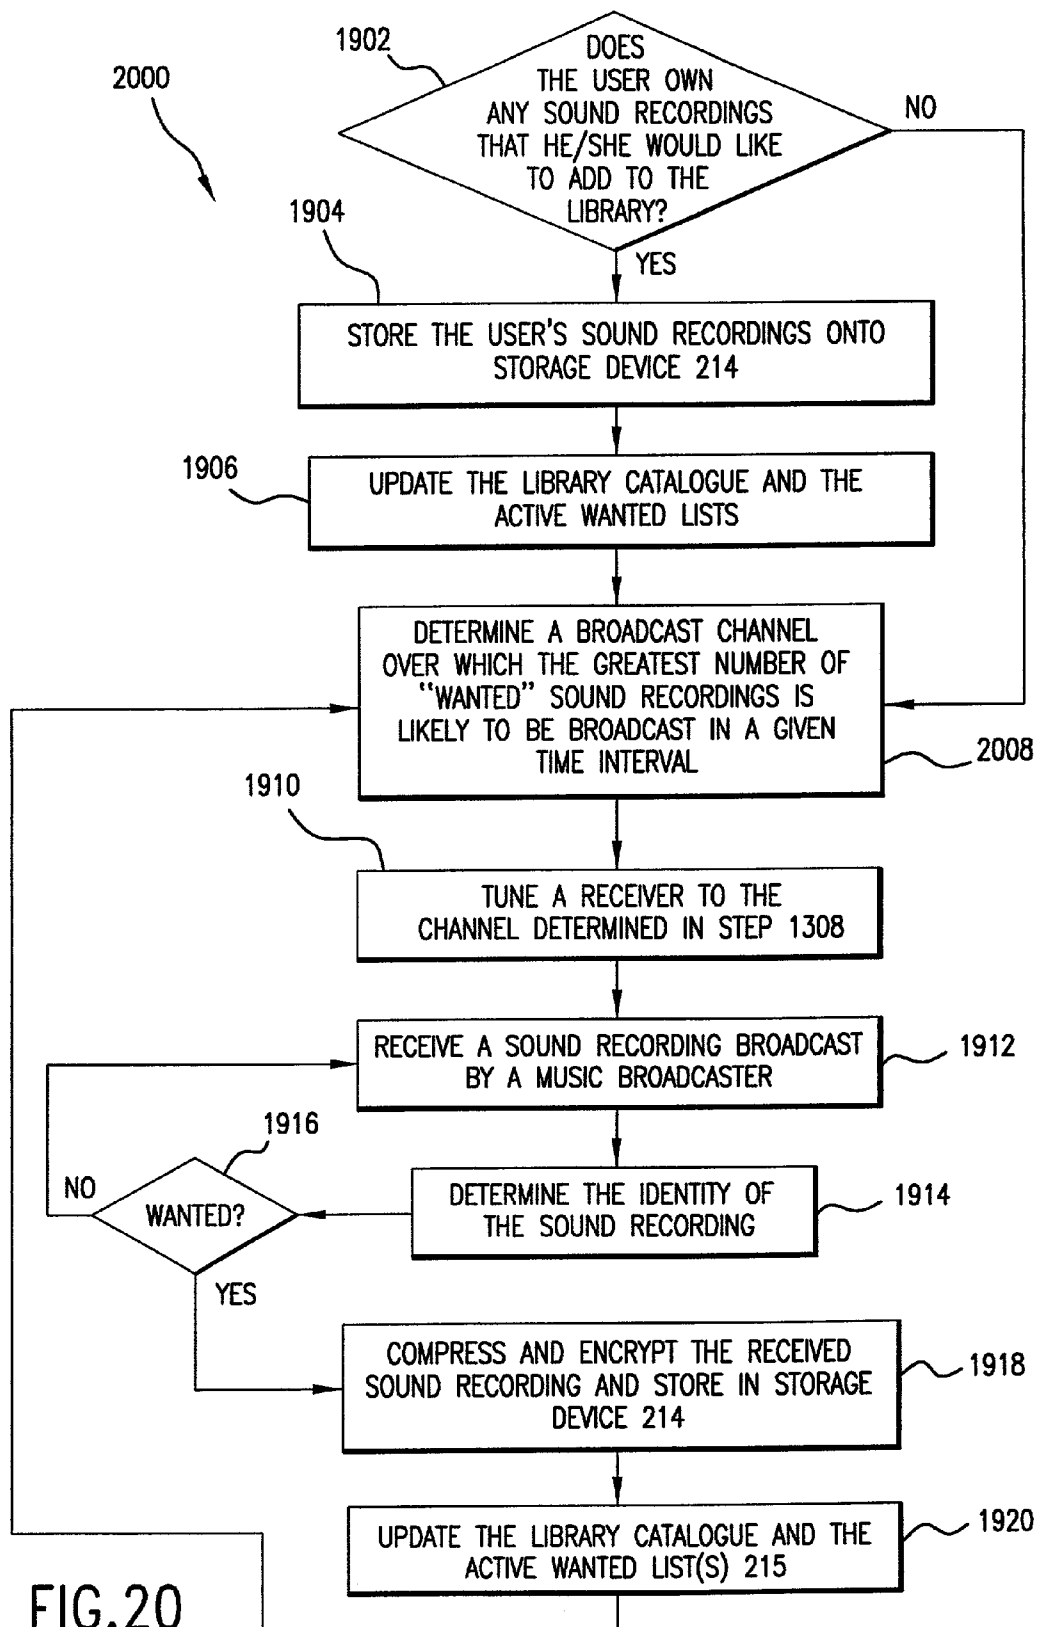 1902
2000
DOES
THE USER OWN
ANY SOUND RECORDINGS
THAT HE/SHE WOULD LIKE
TO ADD TO THE
LIBRARY?
NO
YES
1904
STORE THE USER'S SOUND RECORDINGS ONTO
STORAGE DEVICE 214
1906
UPDATE THE LIBRARY CATALOGUE AND THE
ACTIVE WANTED LISTS
DETERMINE A BROADCAST CHANNEL
OVER WHICH THE GREATEST NUMBER OF
"WANTED" SOUND RECORDINGS IS
LIKELY TO BE BROADCAST IN A GIVEN
TIME INTERVAL
2008
1910
TUNE A RECEIVER TO THE
CHANNEL DETERMINED IN STEP 1308
RECEIVE A SOUND RECORDING BROADCAST
BY A MUSIC BROADCASTER
1912
1916
NO
WANTED?
YES
DETERMINE THE IDENTITY OF
THE SOUND RECORDING
1914
COMPRESS AND ENCRYPT THE RECEIVED
SOUND RECORDING AND STORE IN STORAGE
DEVICE 214
1918
UPDATE THE LIBRARY CATALOGUE AND THE
ACTIVE WANTED LIST(S) 215
1920
FIG.20